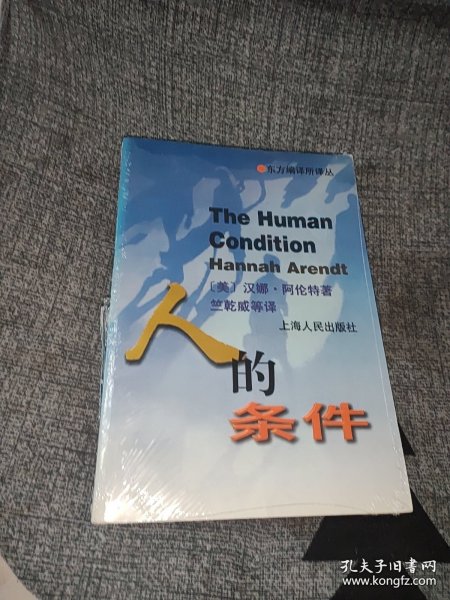 东方编译所译丛
The Human
Condition
Hannah Arendt
〔美〕汉娜·阿伦特著
竺乾威等译
上海人民出版社
人
的
条件
孔夫子旧书网
www.kongfz.com